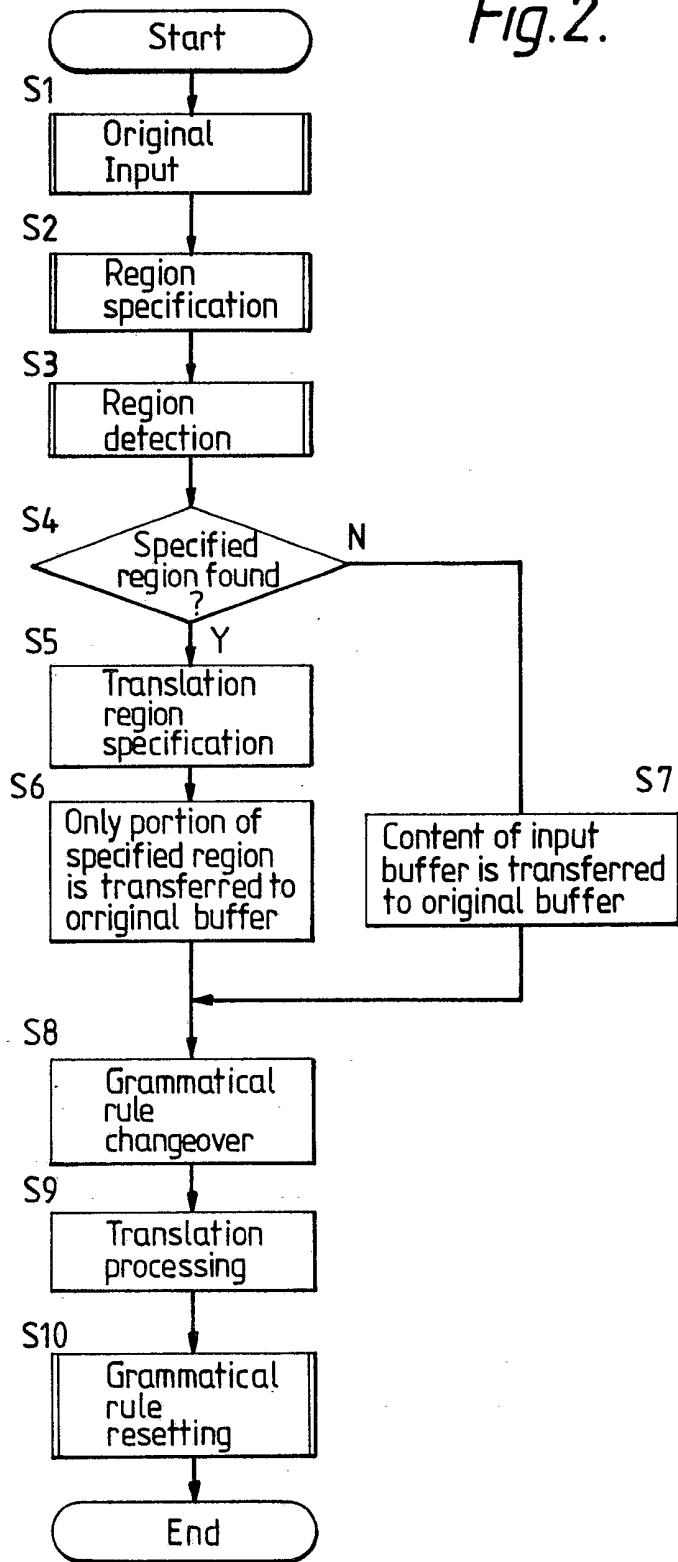 Fig.2.
Start
S1
Original
Input
S2
Region
specification
S3
Region
detection
S4
Specified
region found
?
N
Y
S5
Translation
region
specification
S6
Only portion of
specified region
is transferred to
orriginal buffer
S7
Content of input
buffer is transferred
to original buffer
S8
Grammatical
rule
changeover
S9
Translation
processing
S10
Grammatical
rule
resetting
End